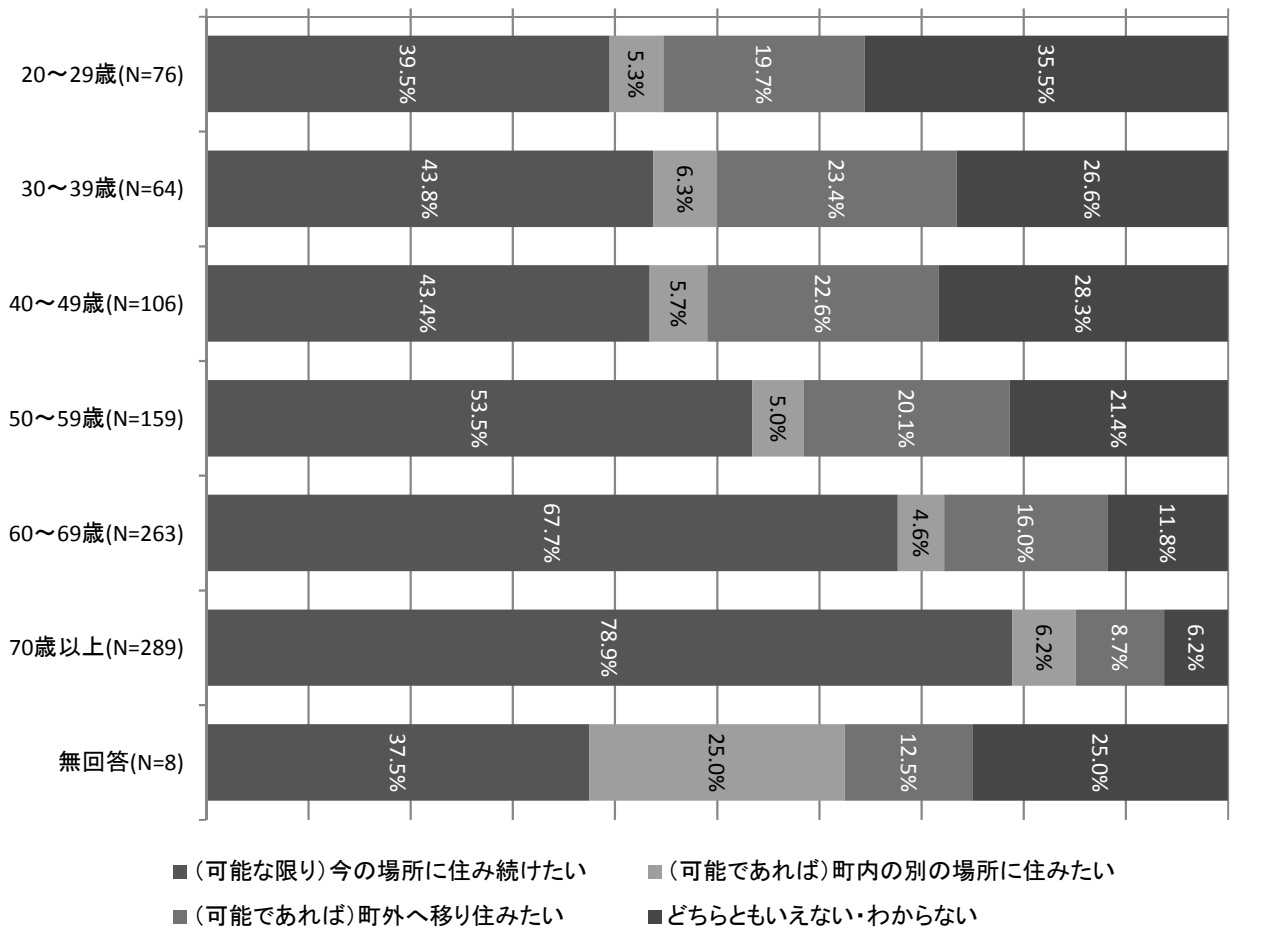 20～29歳(N=76)
39.5%
5.3%
19.7%
35.5%
30～39歳(N=64)
43.8%
6.3%
23.4%
26.6%
40～49歳(N=106)
43.4%
5.7%
22.6%
28.3%
50～59歳(N=159)
53.5%
5.0%
20.1%
21.4%
60～69歳(N=263)
67.7%
4.6%
16.0%
11.8%
70歳以上(N=289)
78.9%
6.2%
8.7%
6.2%
無回答(N=8)
37.5%
25.0%
12.5%
25.0%
（可能な限り）今の場所に住み続けたい
（可能であれば）町内の別の場所に住みたい
（可能であれば）町外へ移り住みたい
どちらともいえない・わからない